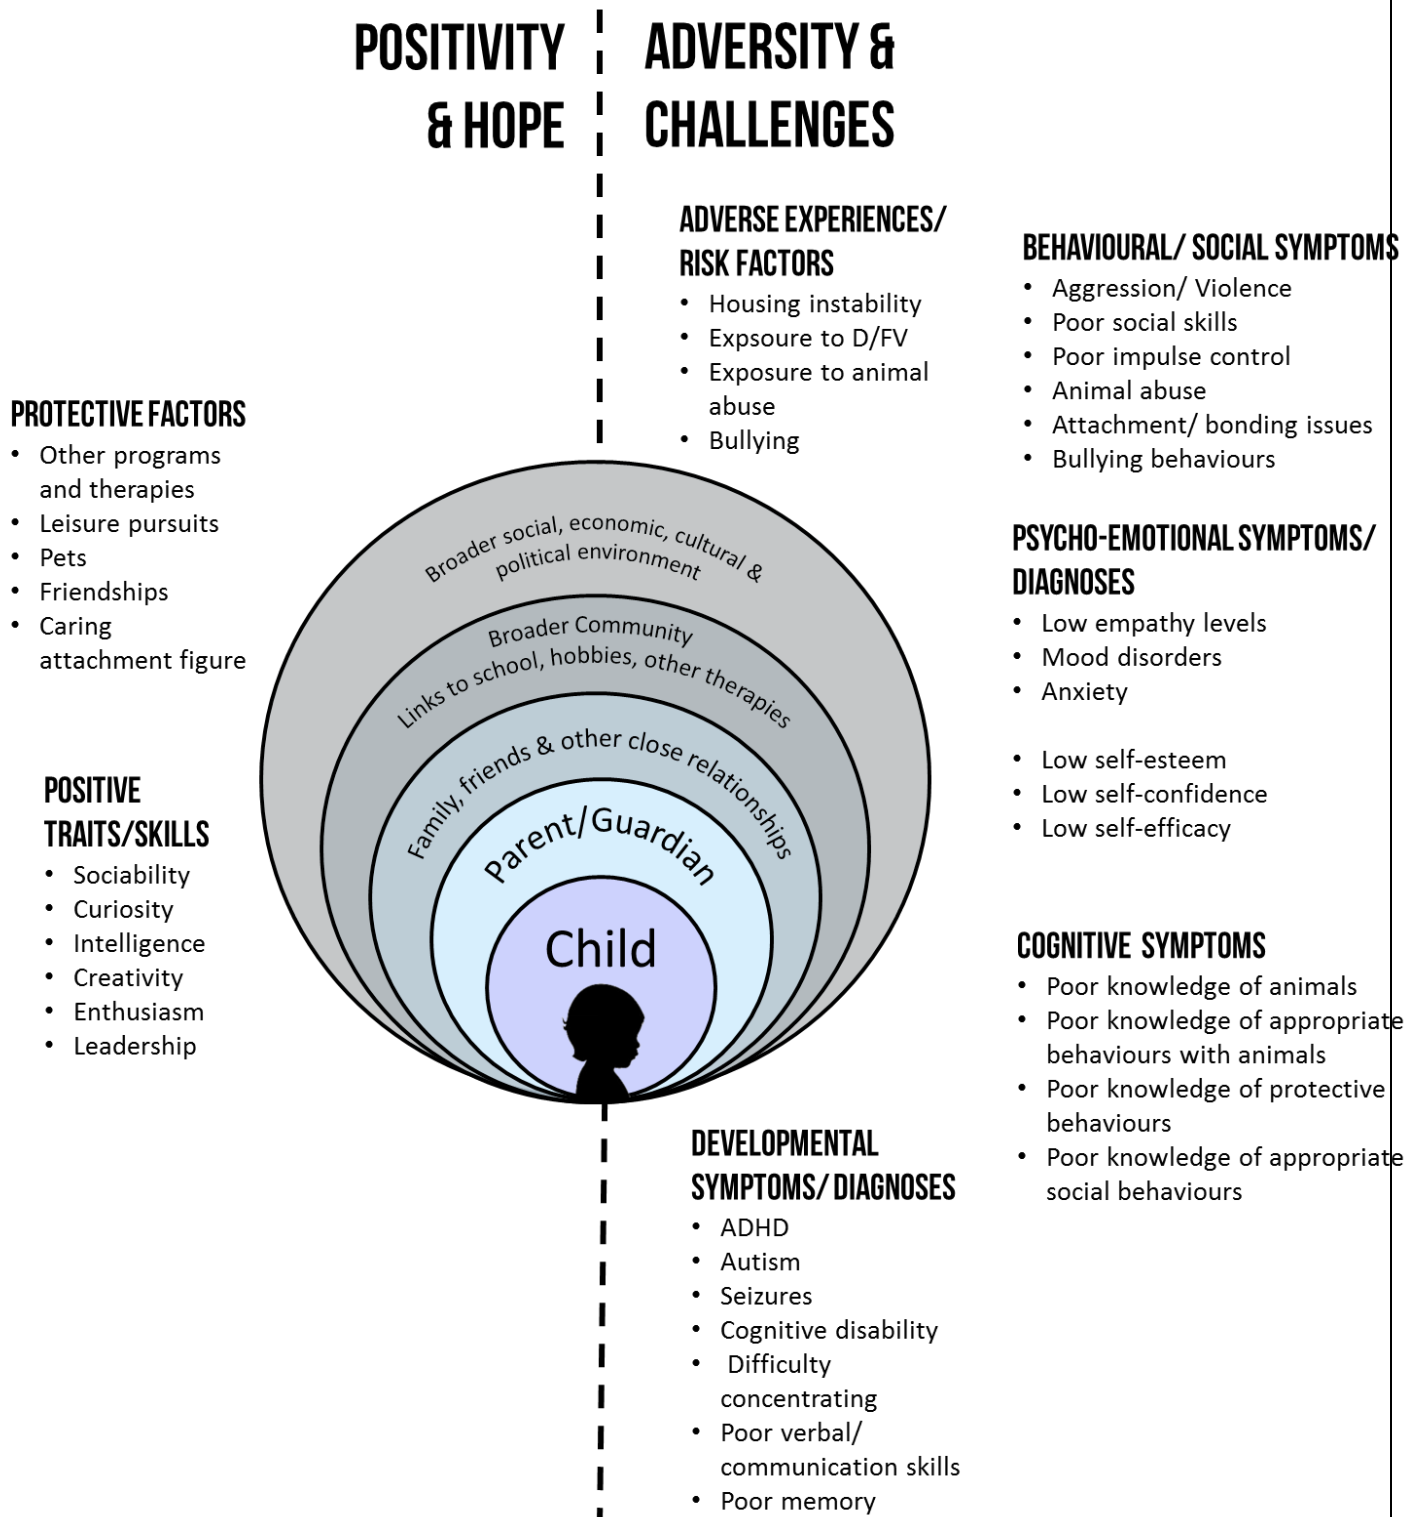 POSITIVITY
& HOPE
ADVERSITY &
CHALLENGES
ADVERSE EXPERIENCES/
RISK FACTORS
• Housing instability
• Expsoure to D/FV
• Exposure to animal
abuse
• Bullying
BEHAVIOURAL/ SOCIAL SYMPTOMS
• Aggression/ Violence
• Poor social skills
• Poor impulse control
• Animal abuse
• Attachment/ bonding issues
• Bullying behaviours
PROTECTIVE FACTORS
• Other programs
and therapies
• Leisure pursuits
• Pets
• Friendships
• Caring
attachment figure
PSYCHO-EMOTIONAL SYMPTOMS/
DIAGNOSES
• Low empathy levels
• Mood disorders
• Anxiety
• Low self-esteem
• Low self-confidence
• Low self-efficacy
Broader social, economic, cultural &
political environment
Broader Community
Links to school, hobbies, other therapies
Family, friends & other close relationships
Parent/Guardian
Child
POSITIVE
TRAITS/SKILLS
• Sociability
• Curiosity
• Intelligence
• Creativity
• Enthusiasm
• Leadership
COGNITIVE SYMPTOMS
• Poor knowledge of animals
• Poor knowledge of appropriate
behaviours with animals
• Poor knowledge of protective
behaviours
• Poor knowledge of appropriate
social behaviours
DEVELOPMENTAL
SYMPTOMS/ DIAGNOSES
• ADHD
• Autism
• Seizures
• Cognitive disability
• Difficulty
concentrating
• Poor verbal/
communication skills
• Poor memory